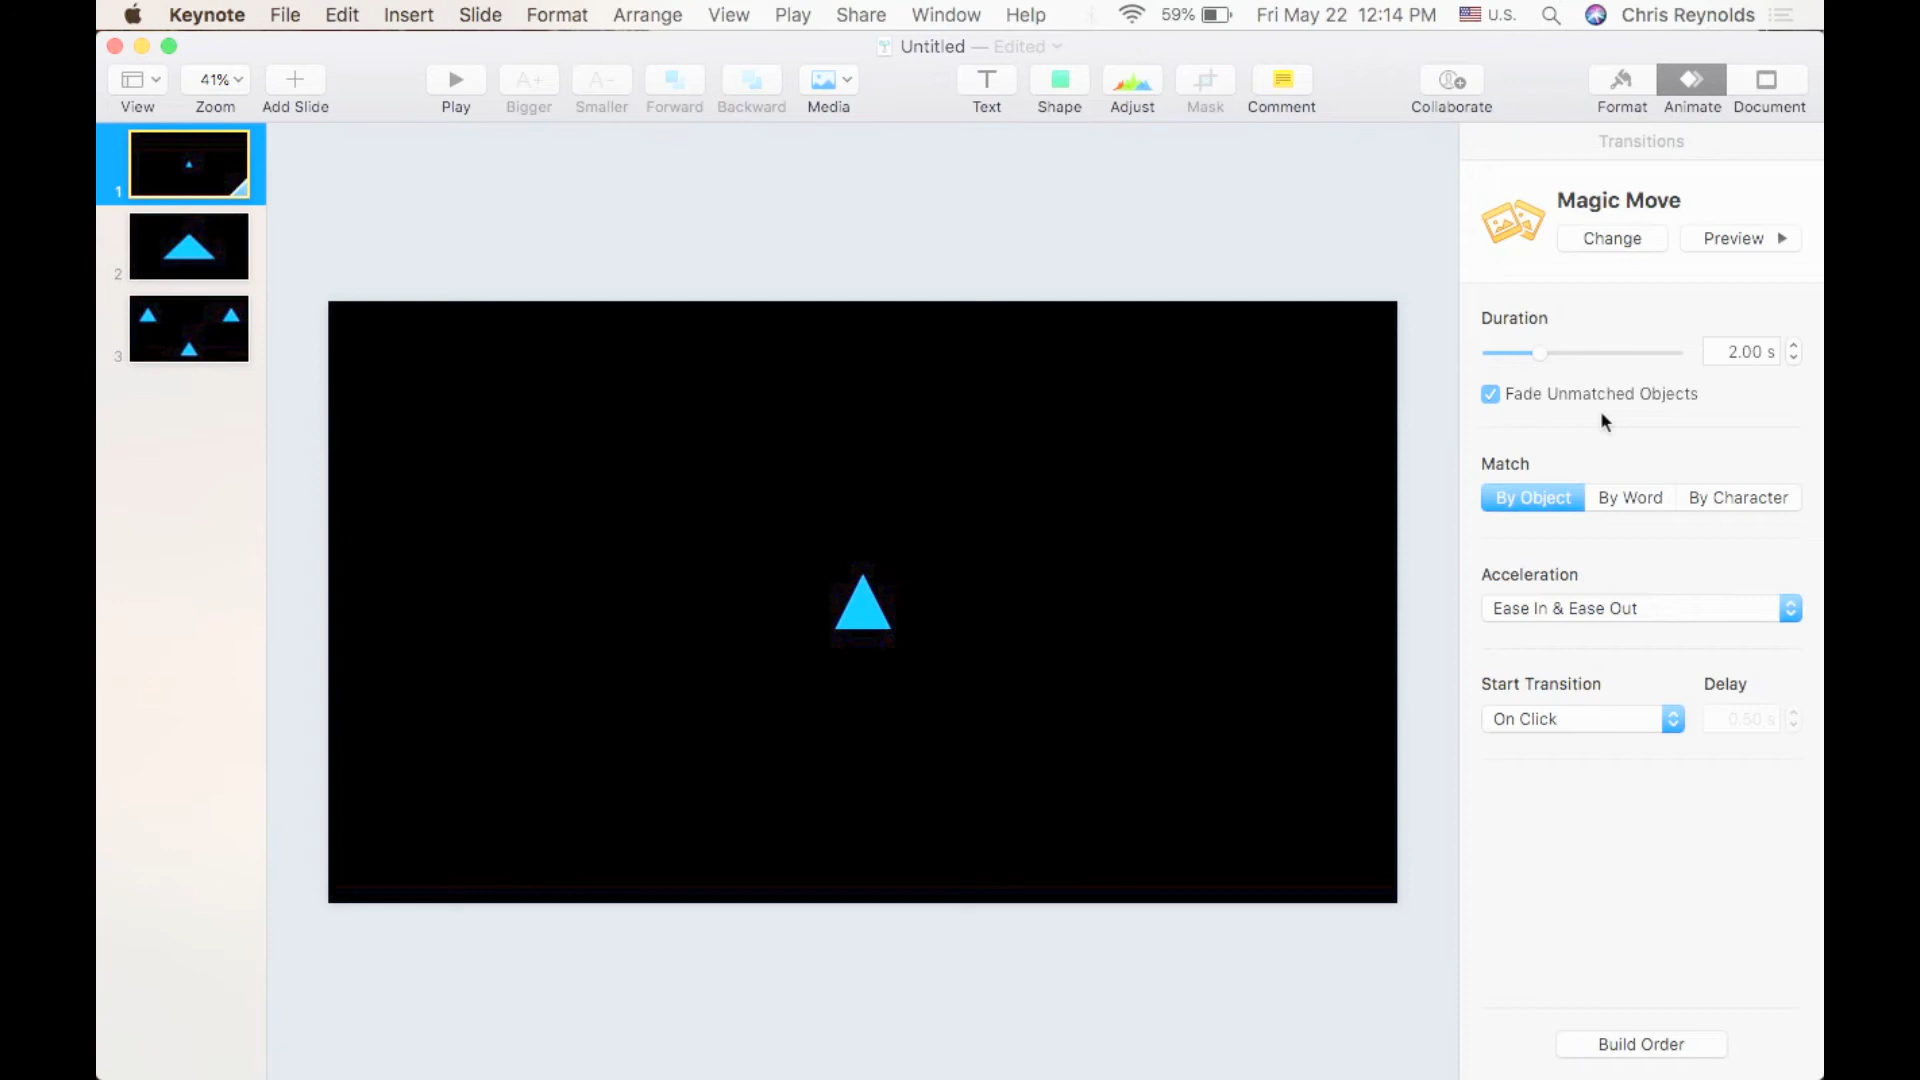 Keynote File Edit Insert Slide Format Arrange View Play Share Window Help 59% Fri May 22 12:14 PM U.S. Chris Reynolds
Untitled — Edited
41%
View Zoom Add Slide Play Bigger Smaller Forward Backward Media Text Shape Adjust Mask Comment Collaborate Format Animate Document
Transitions
1
2
3
Magic Move
Change Preview
Duration
2.00 s
Fade Unmatched Objects
Match
By Object By Word By Character
Acceleration
Ease In & Ease Out
Start Transition Delay
On Click 0.50 s
Build Order